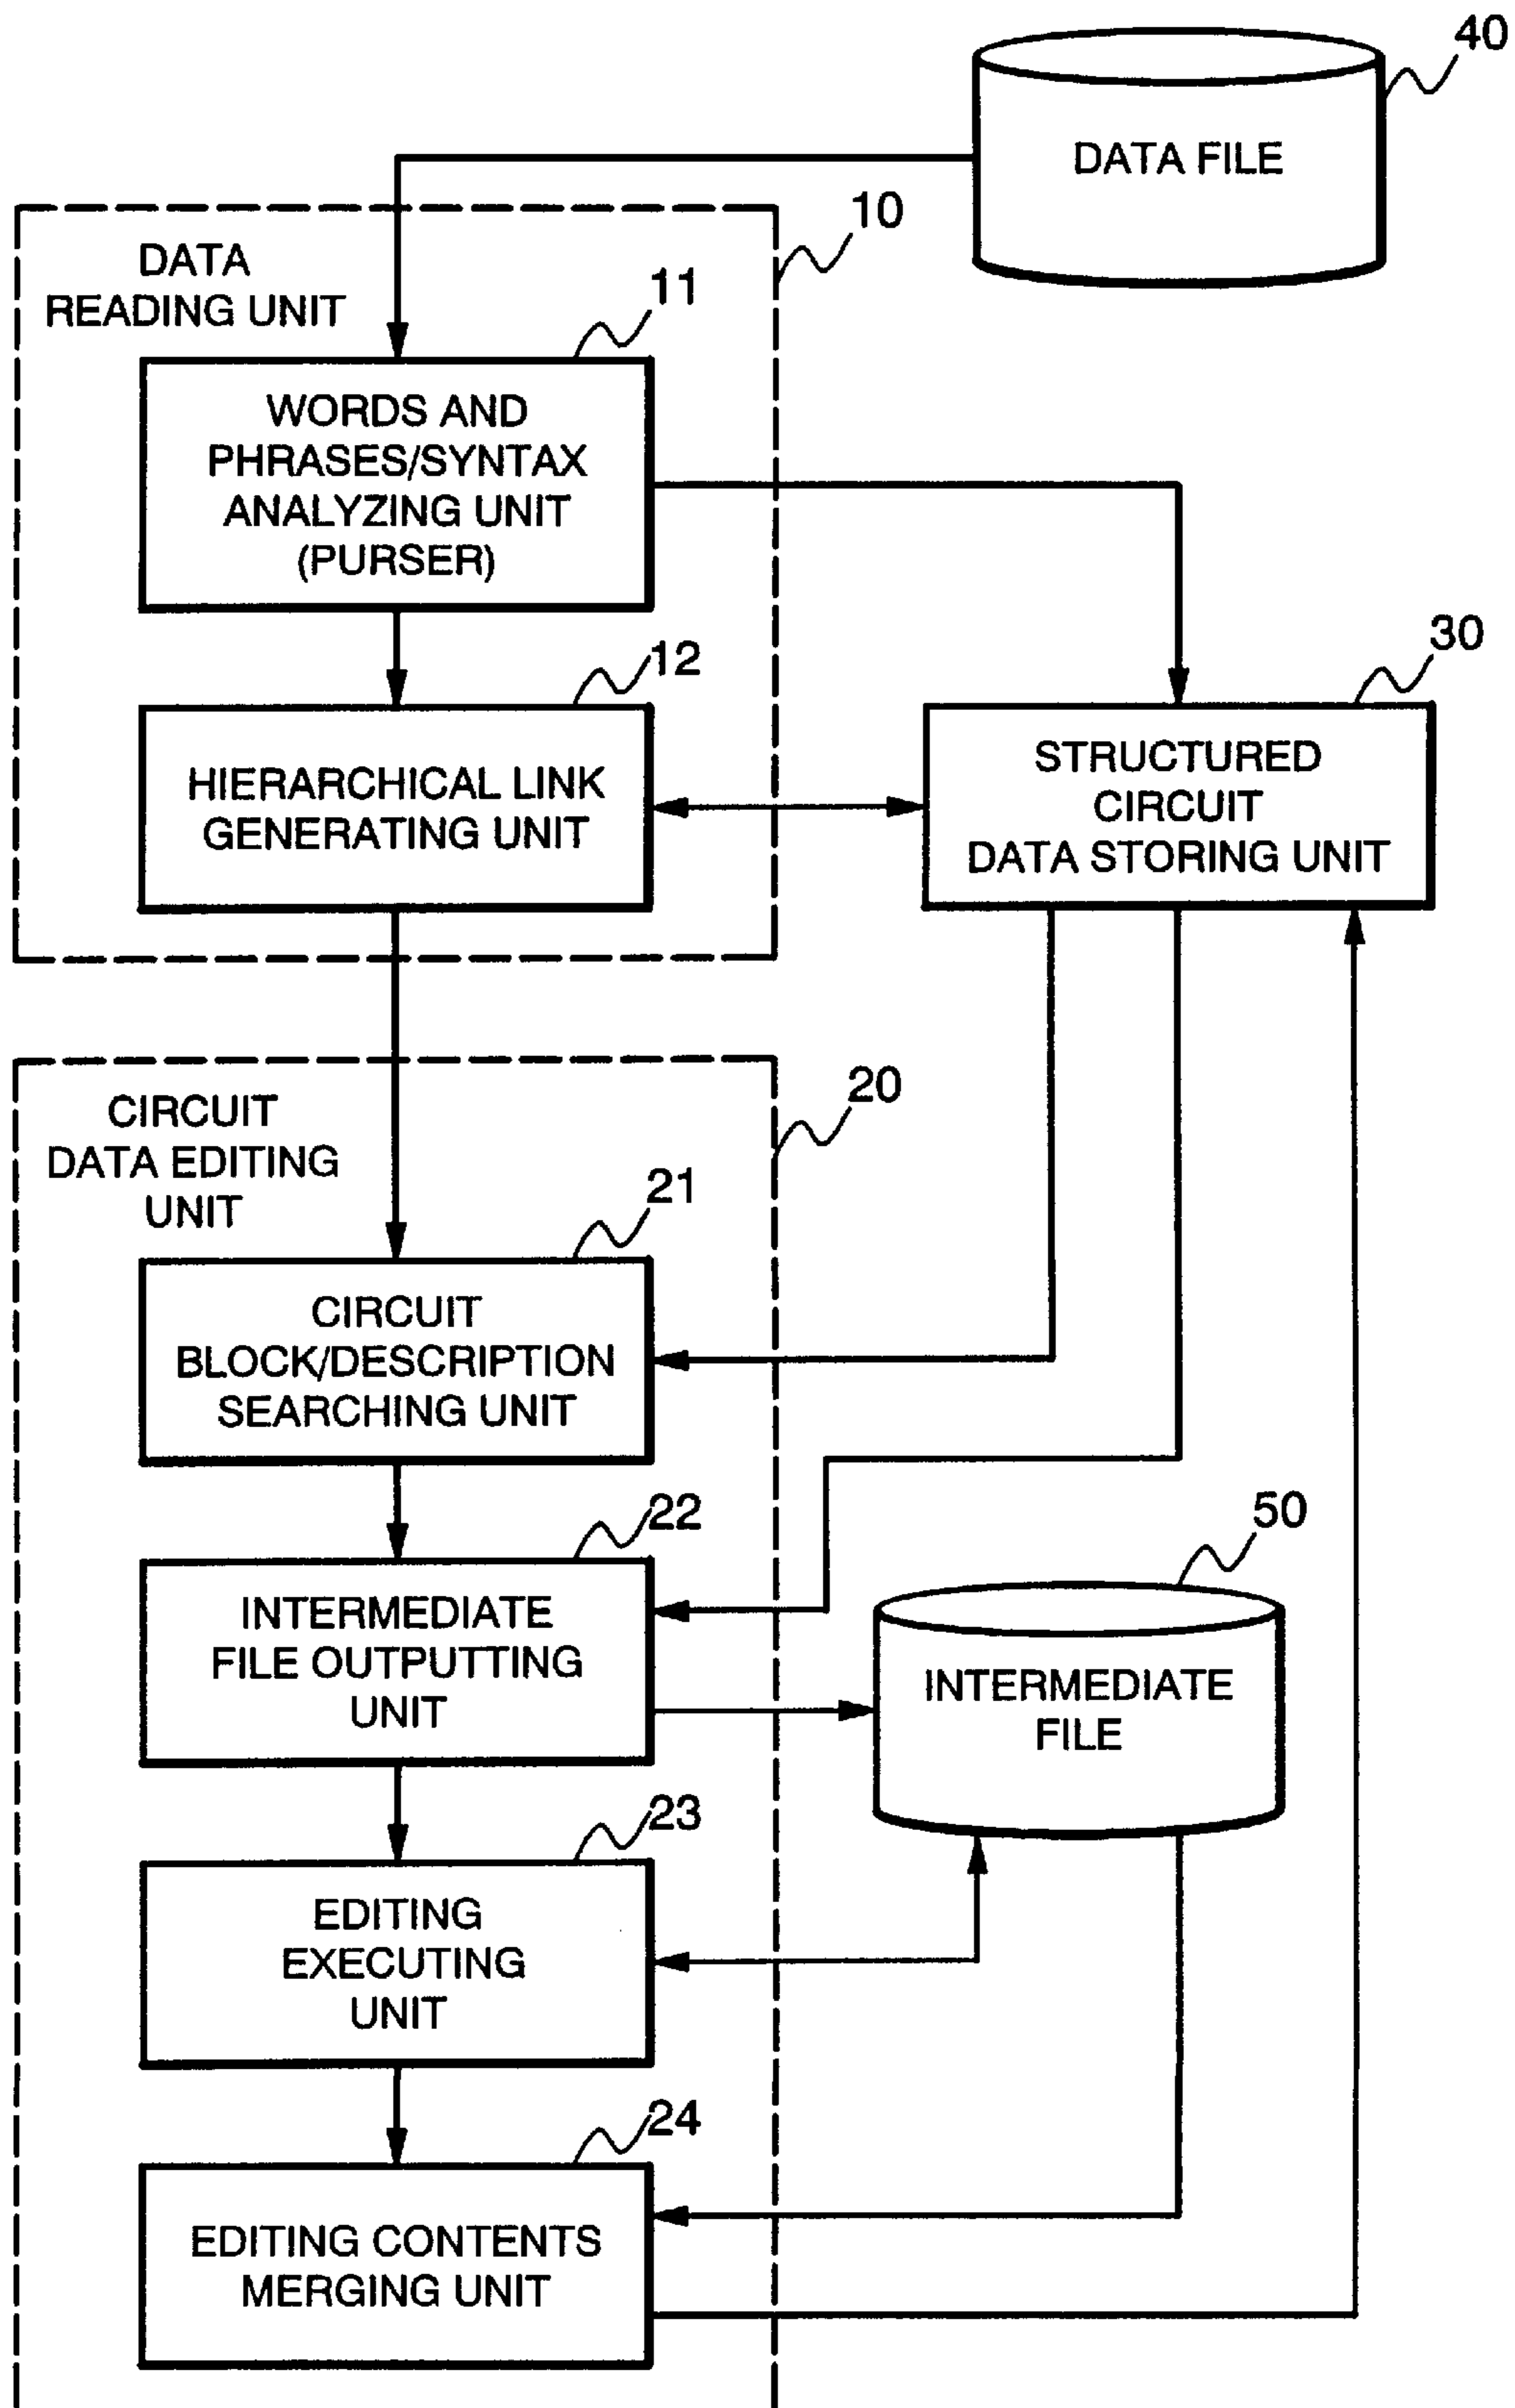 40
DATA FILE
10
DATA
READING UNIT
11
WORDS AND
PHRASES/SYNTAX
ANALYZING UNIT
(PURSER)
12
HIERARCHICAL LINK
GENERATING UNIT
30
STRUCTURED
CIRCUIT
DATA STORING UNIT
20
CIRCUIT
DATA EDITING
UNIT
21
CIRCUIT
BLOCK/DESCRIPTION
SEARCHING UNIT
22
INTERMEDIATE
FILE OUTPUTTING
UNIT
50
INTERMEDIATE
FILE
23
EDITING
EXECUTING
UNIT
24
EDITING CONTENTS
MERGING UNIT